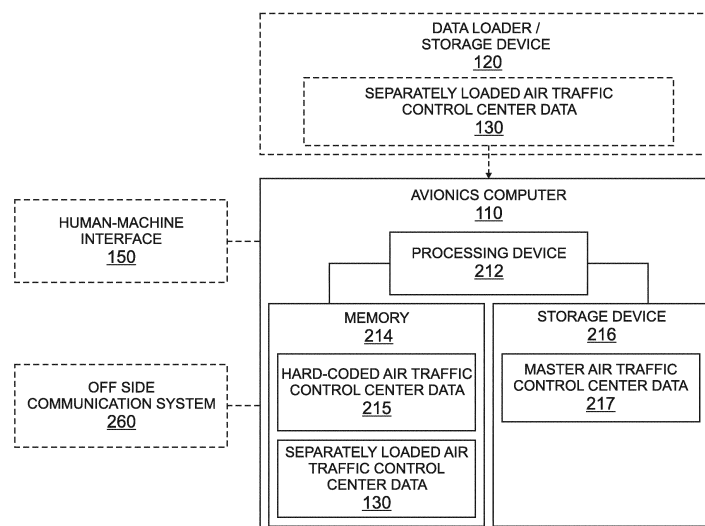 DATA LOADER /
STORAGE DEVICE
120
SEPARATELY LOADED AIR TRAFFIC
CONTROL CENTER DATA
130
AVIONICS COMPUTER
110
HUMAN-MACHINE
INTERFACE
150
PROCESSING DEVICE
212
MEMORY
214
HARD-CODED AIR TRAFFIC
CONTROL CENTER DATA
215
SEPARATELY LOADED AIR
TRAFFIC CONTROL
CENTER DATA
130
STORAGE DEVICE
216
MASTER AIR TRAFFIC
CONTROL CENTER DATA
217
OFF SIDE
COMMUNICATION SYSTEM
260